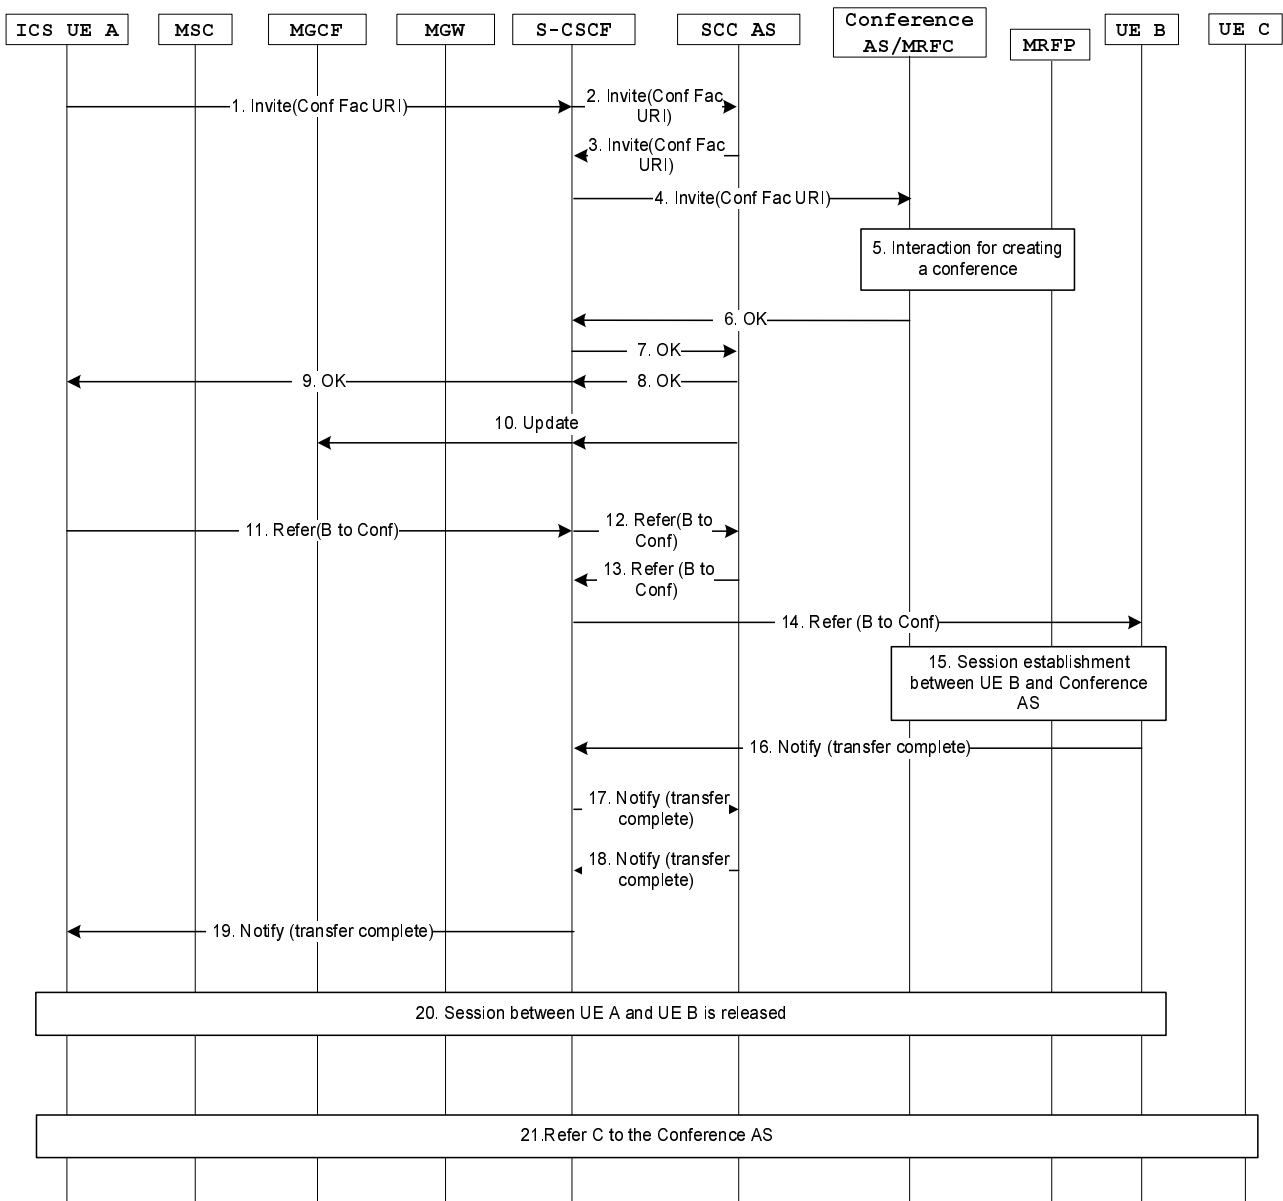 ICS UE A
MSC
MGCF
MGW
S-CSCF
SCC AS
Conference
AS/MRFC
MRFP
UE B
UE C
1. Invite(Conf Fac URI)
2. Invite(Conf Fac
URI)
3. Invite(Conf Fac
URI)
4. Invite(Conf Fac URI)
5. Interaction for creating
a conference
6. OK
7. OK
8. OK
9. OK
10. Update
11. Refer(B to Conf)
12. Refer(B to
Conf)
13. Refer (B to
Conf)
14. Refer (B to Conf)
15. Session establishment
between UE B and Conference
AS
16. Notify (transfer complete)
17. Notify (transfer
complete)
18. Notify (transfer
complete)
19. Notify (transfer complete)
20. Session between UE A and UE B is released
21.Refer C to the Conference AS